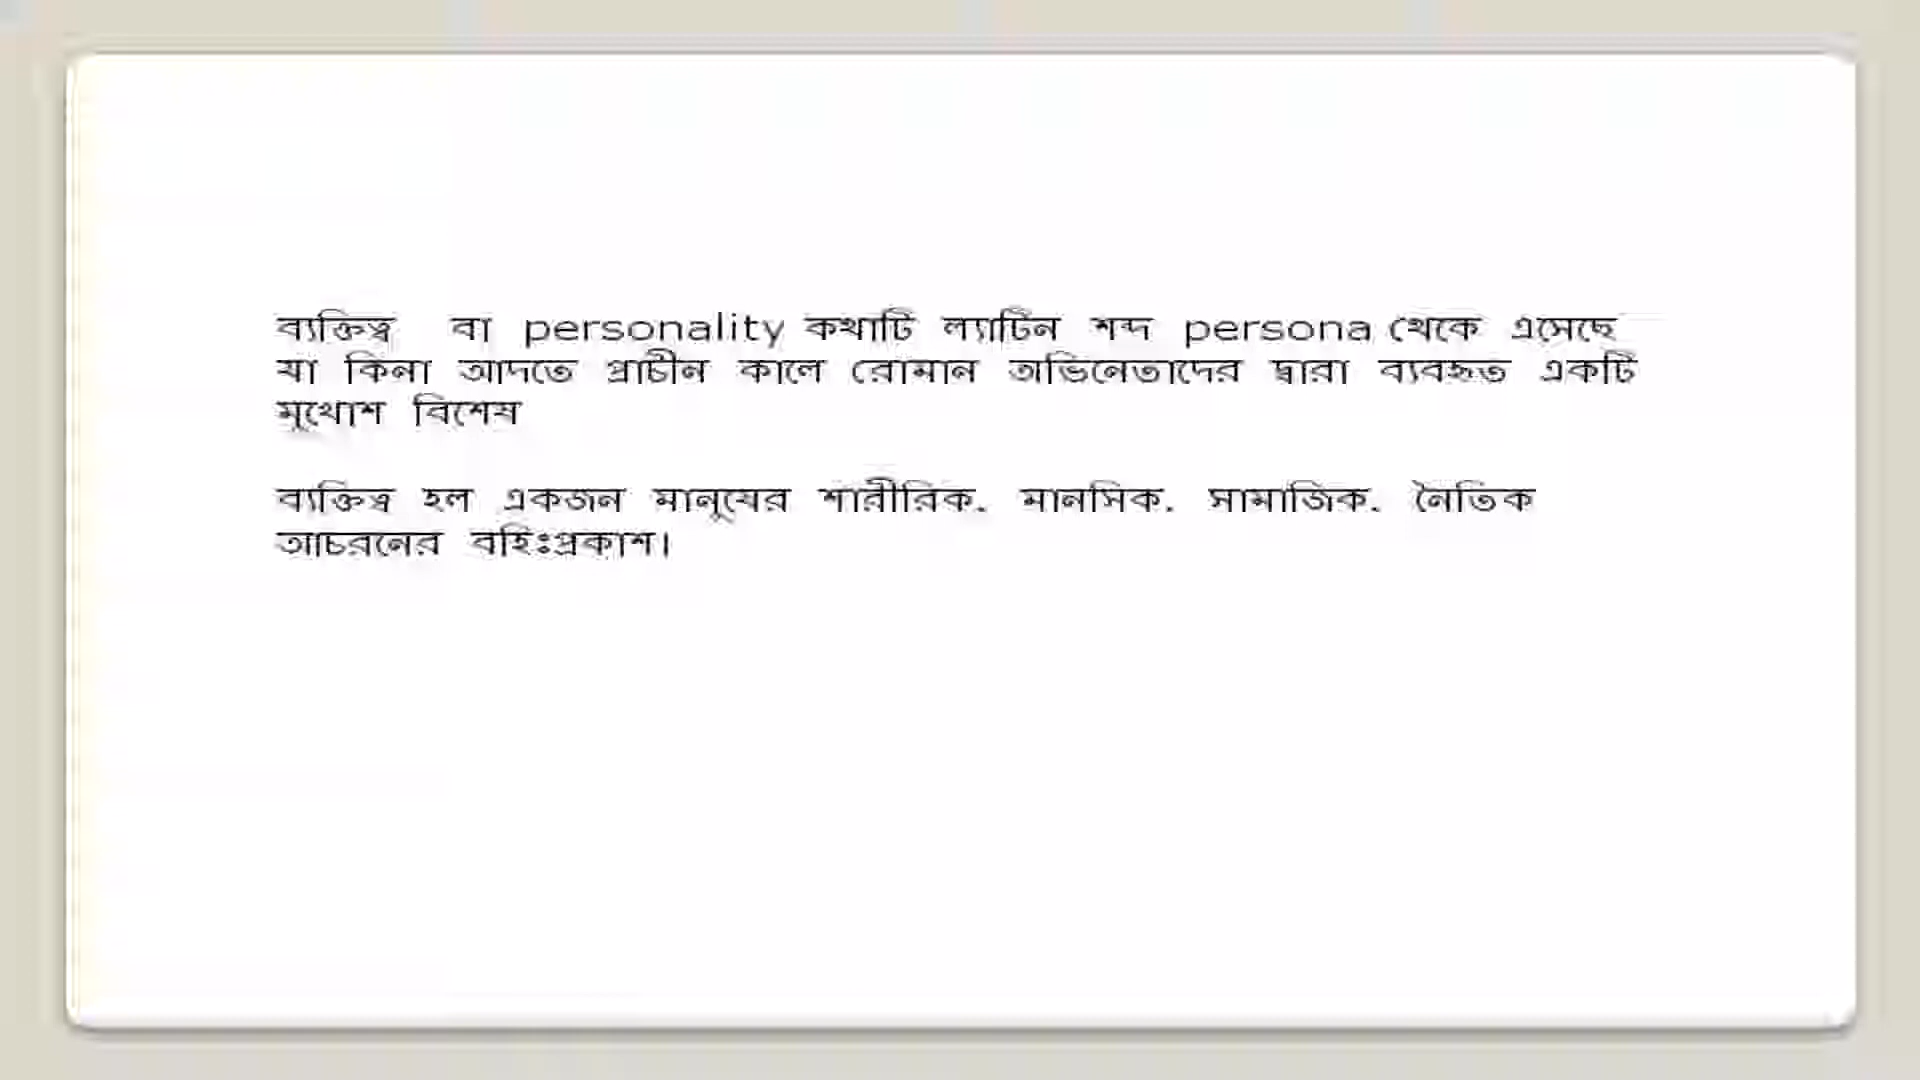 ব্যক্তিত্ব বা personality কথাটি ল্যাটিন শব্দ persona থেকে এসেছে
যা কিনা আদতে প্রাচীন কালে রোমান অভিনেতাদের দ্বারা ব্যবহৃত একটি
মুখোশ বিশেষ
ব্যক্তিত্ব হল একজন মানুষের শারীরিক, মানসিক, সামাজিক, নৈতিক
আচরনের বহিঃপ্রকাশ।